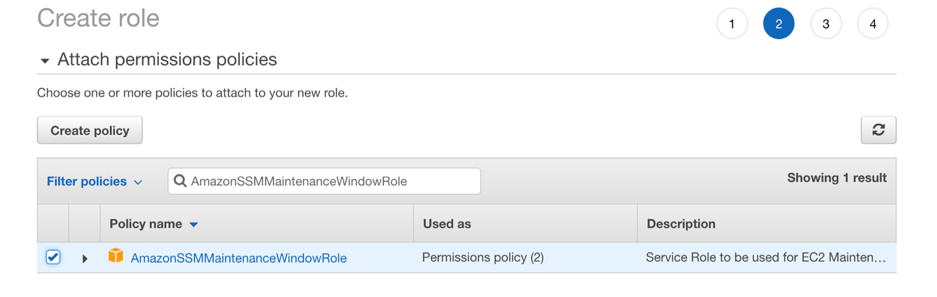 Create role
1 2 3 4
Attach permissions policies
Choose one or more policies to attach to your new role.
Create policy
Filter policies AmazonSSMMaintenanceWindowRole Showing 1 result
Policy name Used as Description
AmazonSSMMaintenanceWindowRole Permissions policy (2) Service Role to be used for EC2 Mainten...